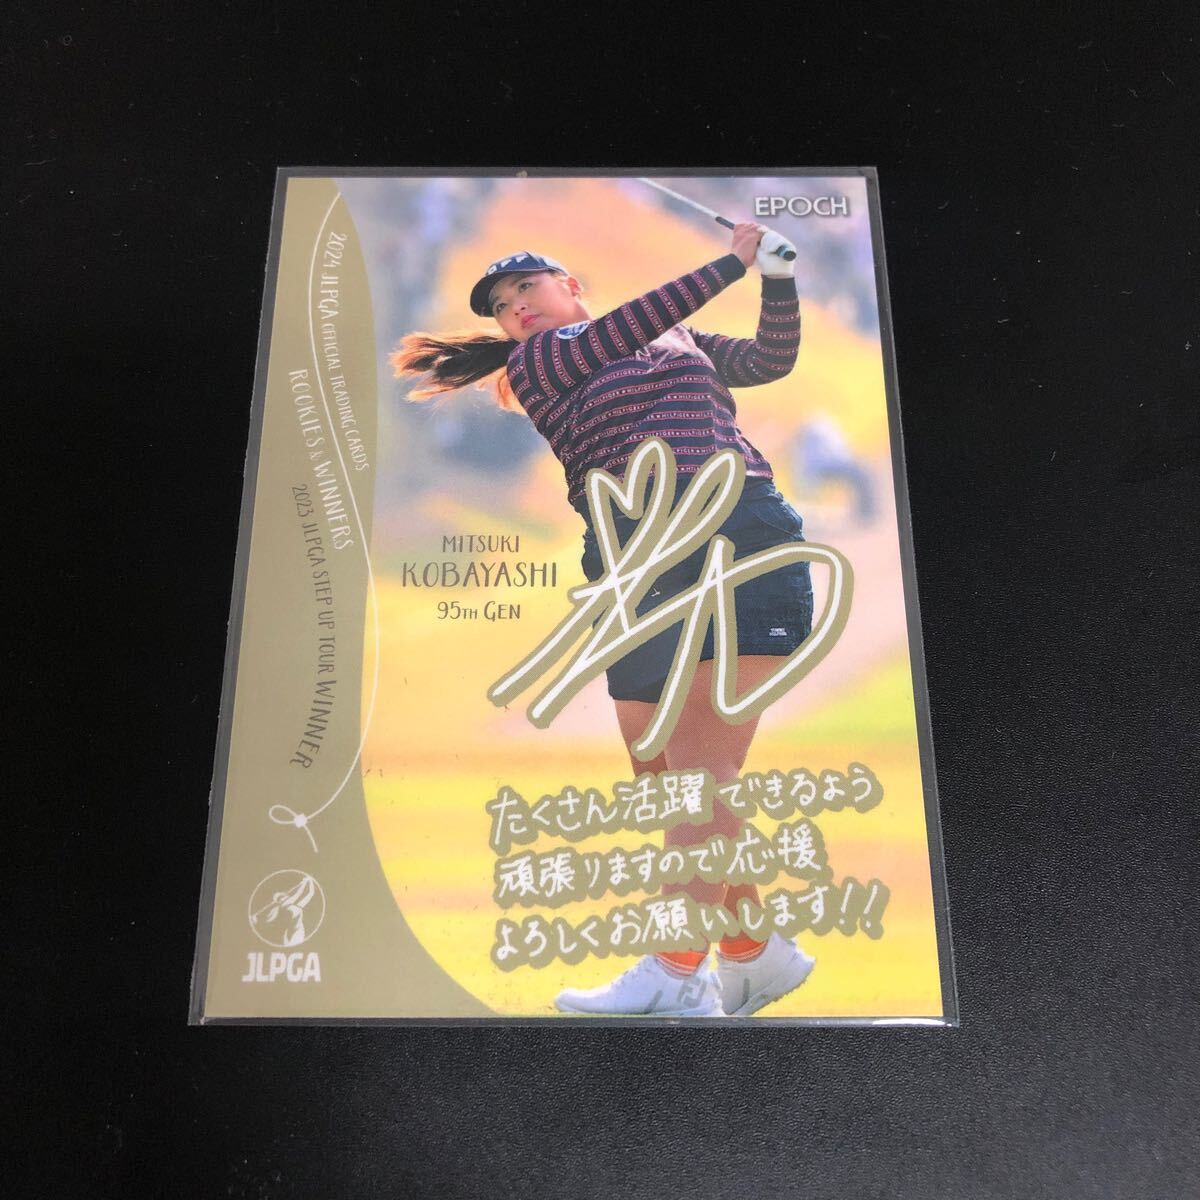 EPOCH
2024 JLPGA OFFICIAL TRADING CARDS
ROOKIES & WINNERS
2023 JLPGA STEP UP TOUR WINNER
MITSUKI
KOBAYASHI
95TH GEN
たくさん活躍できるよう
頑張りますので応援
よろしくお願いします!!
JLPGA